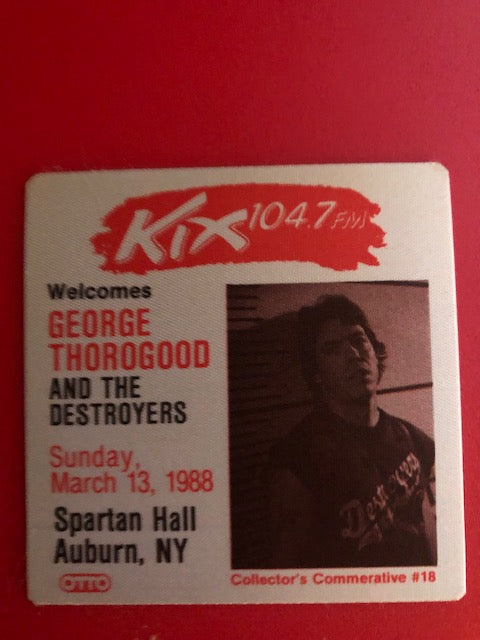 Kix 104.7 FM
Welcomes
GEORGE
THOROGOOD
AND THE
DESTROYERS
Sunday,
March 13, 1988
Spartan Hall
Auburn, NY
OTTO
Collector's Commerative #18